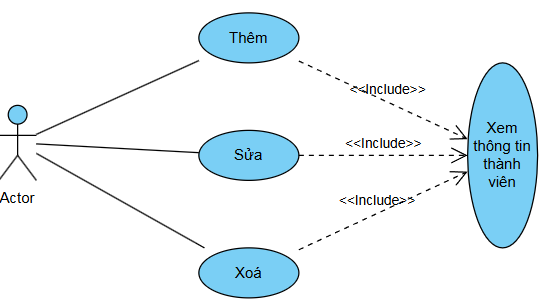 Thêm
<<Include>>
Actor
Sửa
<<Include>>
Xem
thông tin
thành
viên
<<Include>>
Xoá